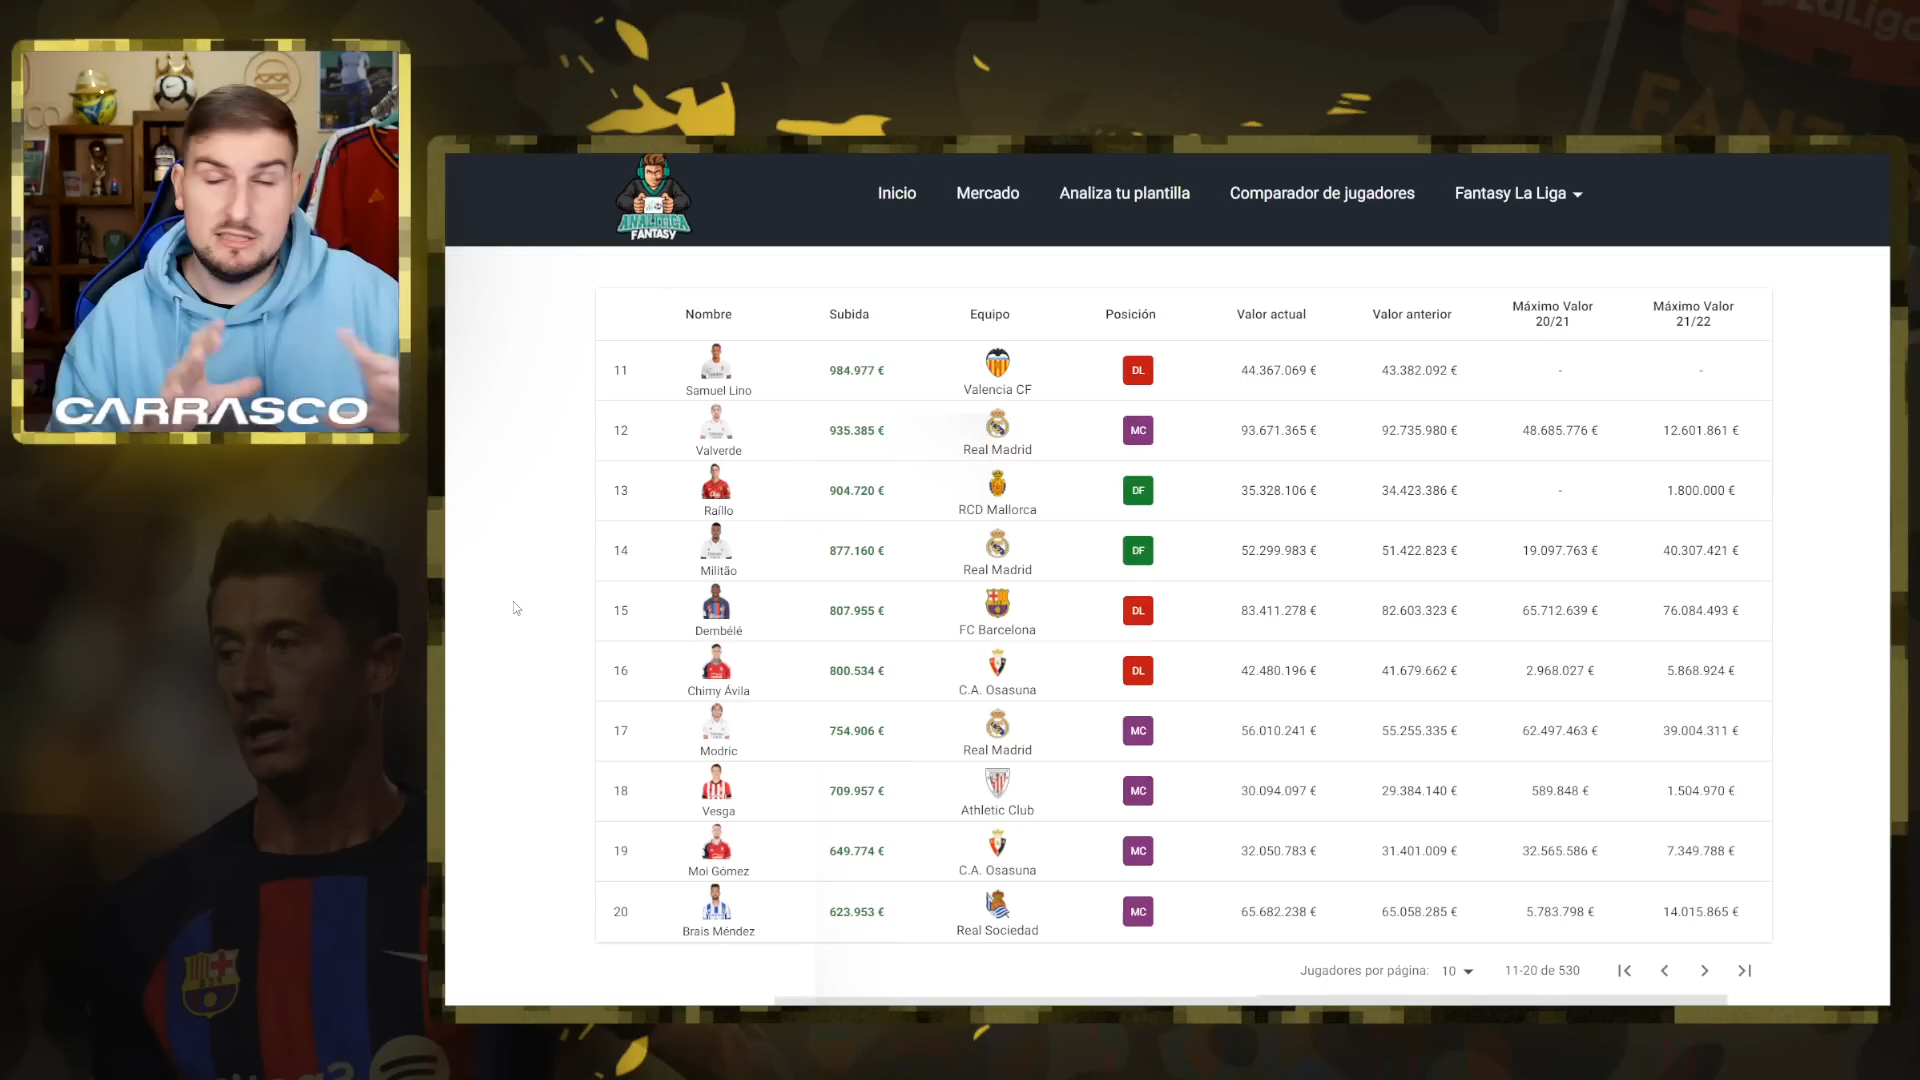 CARRASCO
LaLiga
FANT
ANALÍTICA
FANTASY
Inicio Mercado Analiza tu plantilla Comparador de jugadores Fantasy La Liga
Nombre Subida Equipo Posición Valor actual Valor anterior Máximo Valor 20/21 Máximo Valor 21/22
11 Samuel Lino 984.977 € Valencia CF DL 44.367.069 € 43.382.092 € - -
12 Valverde 935.385 € Real Madrid MC 93.671.365 € 92.735.980 € 48.685.776 € 12.601.861 €
13 Raíllo 904.720 € RCD Mallorca DF 35.328.106 € 34.423.386 € - 1.800.000 €
14 Militão 877.160 € Real Madrid DF 52.299.983 € 51.422.823 € 19.097.763 € 40.307.421 €
15 Dembélé 807.955 € FC Barcelona DL 83.411.278 € 82.603.323 € 65.712.639 € 76.084.493 €
16 Chimy Ávila 800.534 € C.A. Osasuna DL 42.480.196 € 41.679.662 € 2.968.027 € 5.868.924 €
17 Modric 754.906 € Real Madrid MC 56.010.241 € 55.255.335 € 62.497.463 € 39.004.311 €
18 Vesga 709.957 € Athletic Club MC 30.094.097 € 29.384.140 € 589.848 € 1.504.970 €
19 Moi Gómez 649.774 € C.A. Osasuna MC 32.050.783 € 31.401.009 € 32.565.586 € 7.349.788 €
20 Brais Méndez 623.953 € Real Sociedad MC 65.682.238 € 65.058.285 € 5.783.798 € 14.015.865 €
Jugadores por página: 10 11-20 de 530